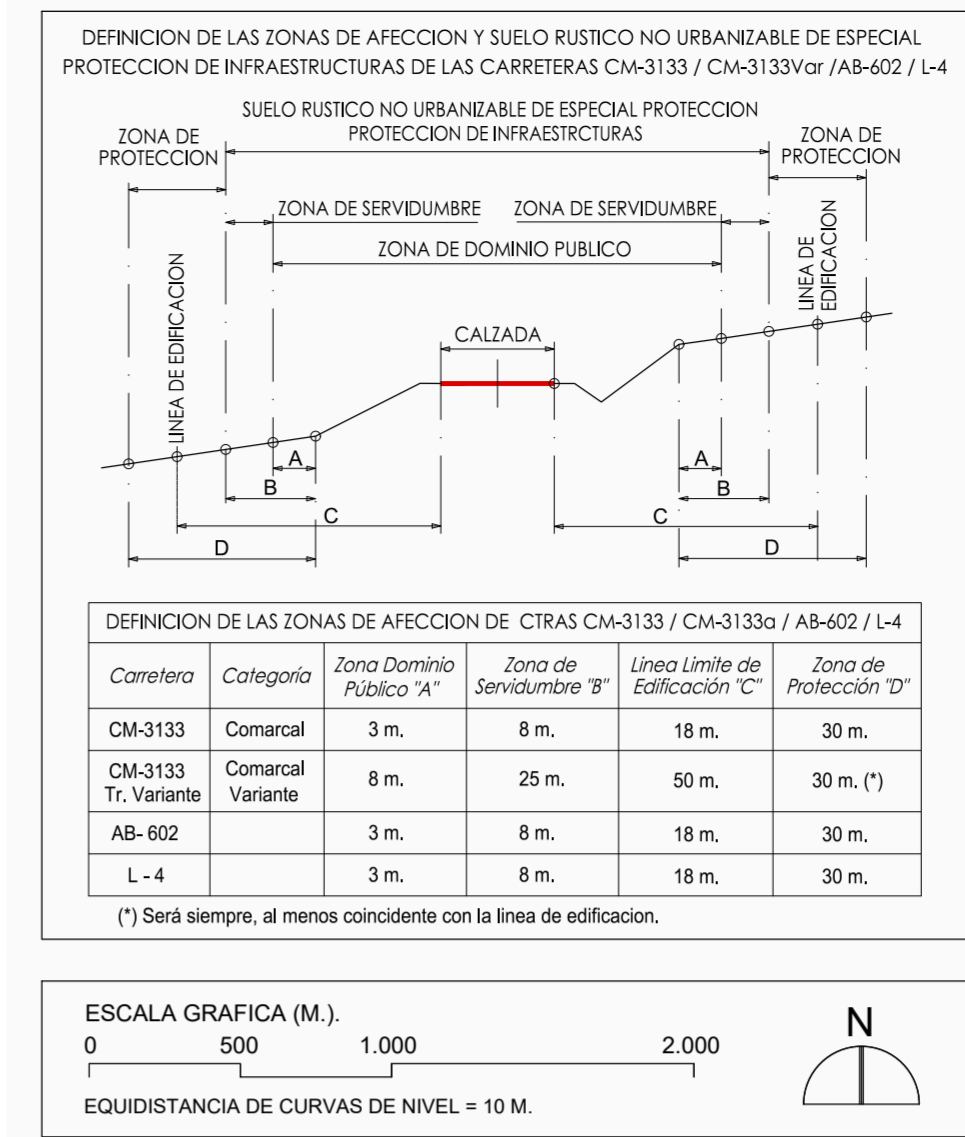 DEFINICION DE LAS ZONAS DE AFECCION Y SUELO RUSTICO NO URBANIZABLE DE ESPECIAL
PROTECCION DE INFRAESTRUCTURAS DE LAS CARRETERAS CM-3133 / CM-3133Var /AB-602 / L-4
SUELO RUSTICO NO URBANIZABLE DE ESPECIAL PROTECCION
PROTECCION DE INFRAESTRCTURAS
ZONA DE
PROTECCION
ZONA DE
PROTECCION
ZONA DE SERVIDUMBRE
ZONA DE SERVIDUMBRE
ZONA DE DOMINIO PUBLICO
LINEA DE EDIFICACION
LINEA DE
EDIFICACION
CALZADA
A
A
B
B
C
C
D
D
DEFINICION DE LAS ZONAS DE AFECCION DE CTRAS CM-3133 / CM-3133a / AB-602 / L-4
Carretera Categoría Zona Dominio Público "A" Zona de Servidumbre "B" Linea Limite de Edificación "C" Zona de Protección "D"
CM-3133 Comarcal 3 m. 8 m. 18 m. 30 m.
CM-3133 Tr. Variante Comarcal Variante 8 m. 25 m. 50 m. 30 m. (*)
AB- 602 3 m. 8 m. 18 m. 30 m.
L - 4 3 m. 8 m. 18 m. 30 m.
(*) Será siempre, al menos coincidente con la linea de edificacion.
ESCALA GRAFICA (M.).
0 500 1.000 2.000
EQUIDISTANCIA DE CURVAS DE NIVEL = 10 M.
N